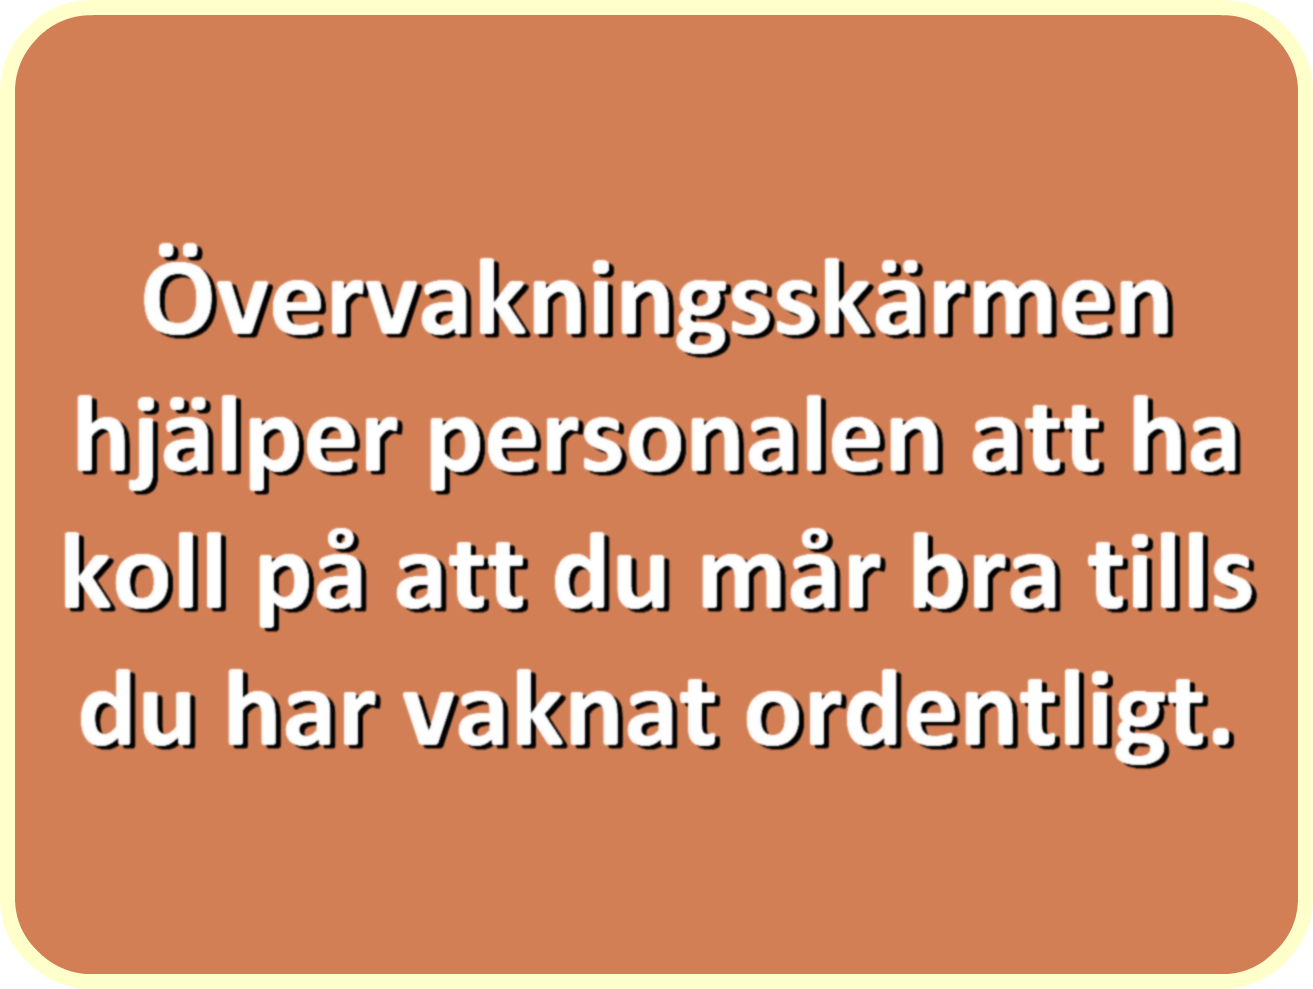 Övervakningsskärmen
hjälper personalen att ha
koll på att du mår bra tills
du har vaknat ordentligt.